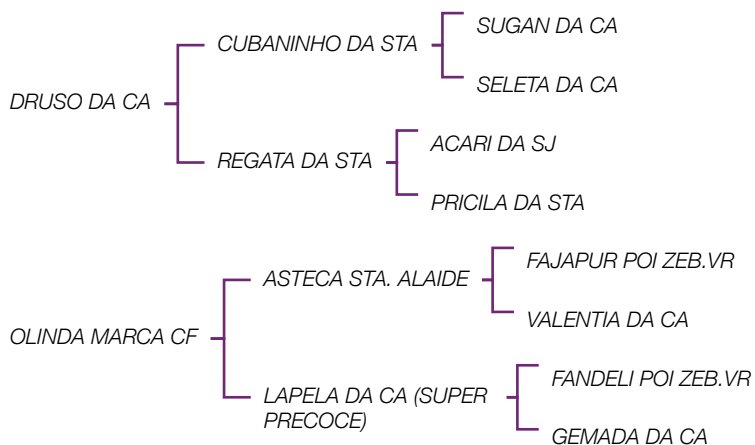 SUGAN DA CA
CUBANINHO DA STA
SELETA DA CA
DRUSO DA CA
ACARI DA SJ
REGATA DA STA
PRICILA DA STA
FAJAPUR POI ZEB.VR
ASTECA STA. ALAIDE
VALENTIA DA CA
OLINDA MARCA CF
FANDELI POI ZEB.VR
LAPELA DA CA (SUPER
PRECOCE)
GEMADA DA CA